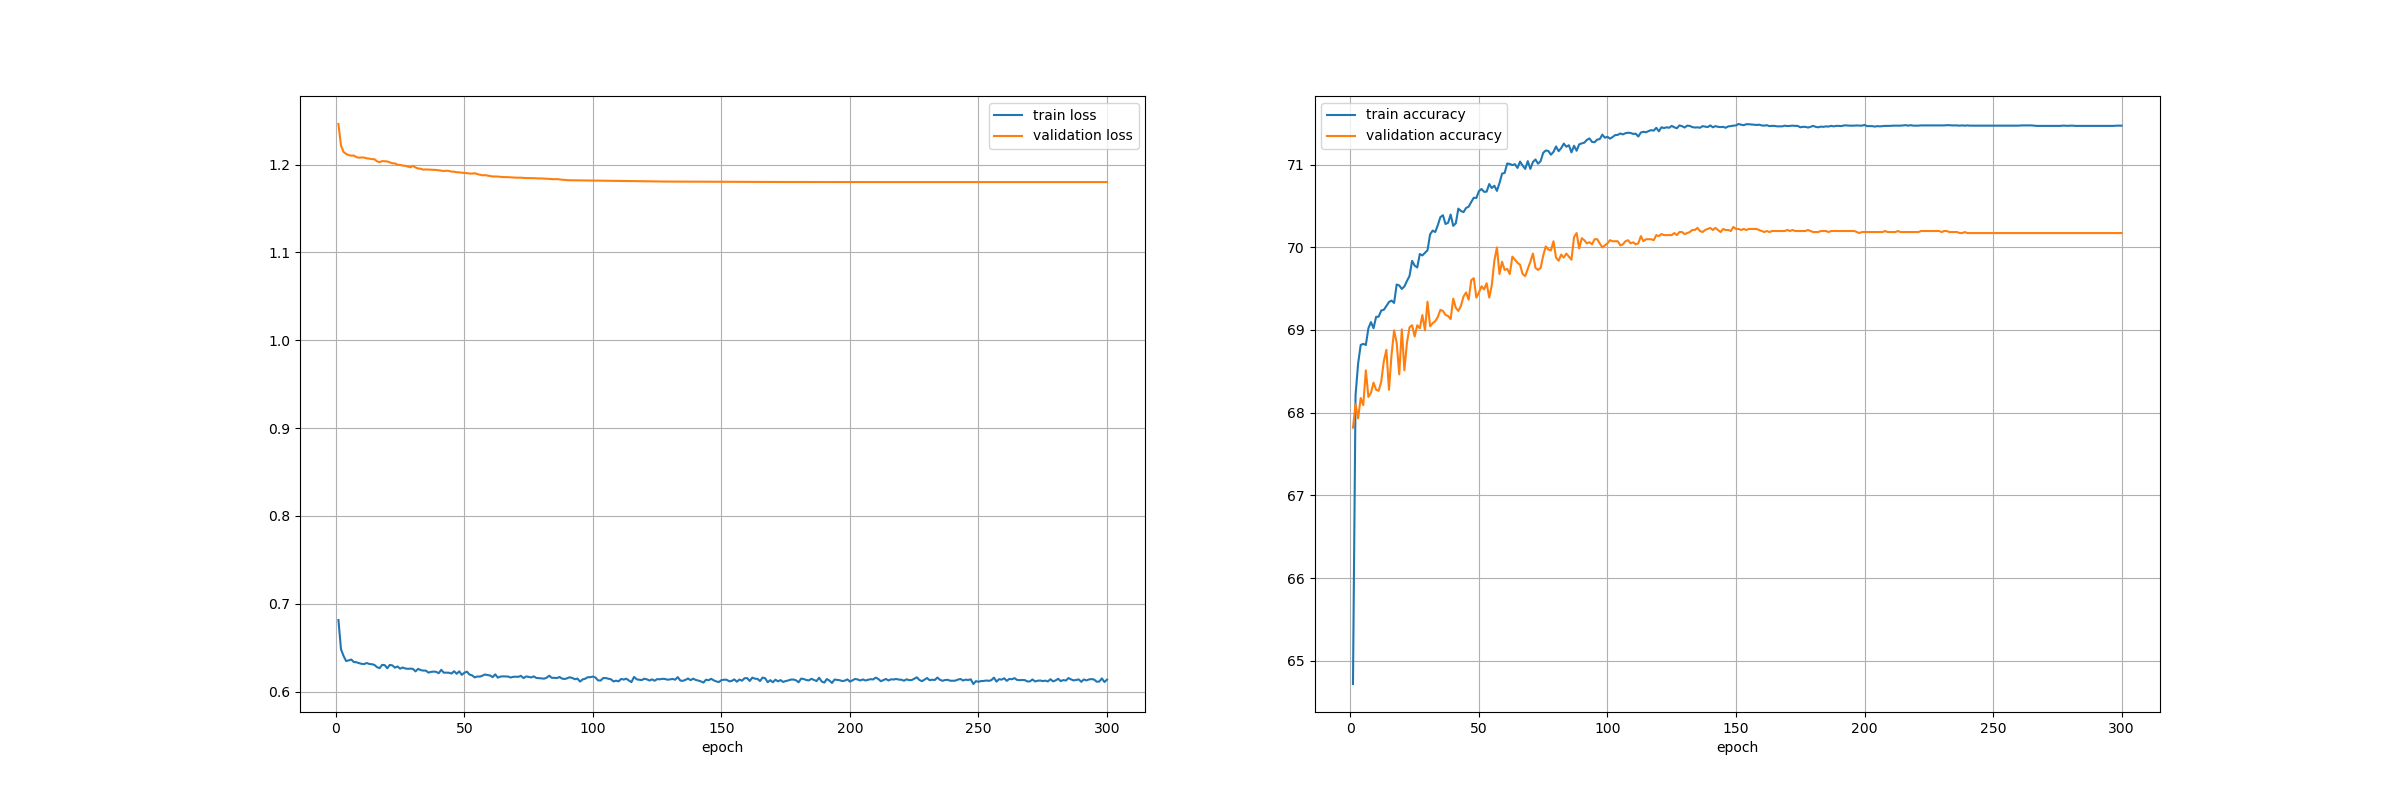 train loss
validation loss
1.2
1.1
1.0
0.9
0.8
0.7
0.6
0 50 100 150 200 250 300
epoch
train accuracy
validation accuracy
71
70
69
68
67
66
65
0 50 100 150 200 250 300
epoch